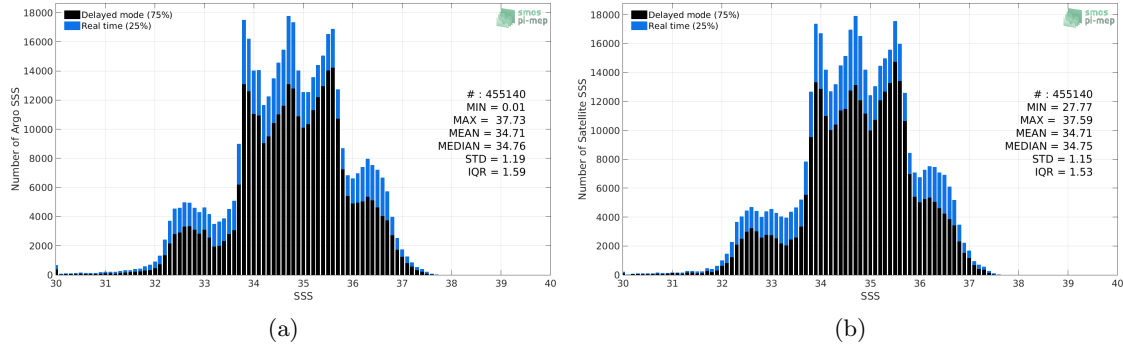 Delayed mode (75%)
Real time (25%)
smos
pi-mep
18000
16000
14000
12000
10000
8000
6000
4000
2000
0
Number of Argo SSS
# : 455140
MIN = 0.01
MAX = 37.73
MEAN = 34.71
MEDIAN = 34.76
STD = 1.19
IQR = 1.59
30 31 32 33 34 35 36 37 38 39 40
SSS
(a)
Delayed mode (75%)
Real time (25%)
smos
pi-mep
18000
16000
14000
12000
10000
8000
6000
4000
2000
0
Number of Satellite SSS
# : 455140
MIN = 27.77
MAX = 37.59
MEAN = 34.71
MEDIAN = 34.75
STD = 1.15
IQR = 1.53
30 31 32 33 34 35 36 37 38 39 40
SSS
(b)